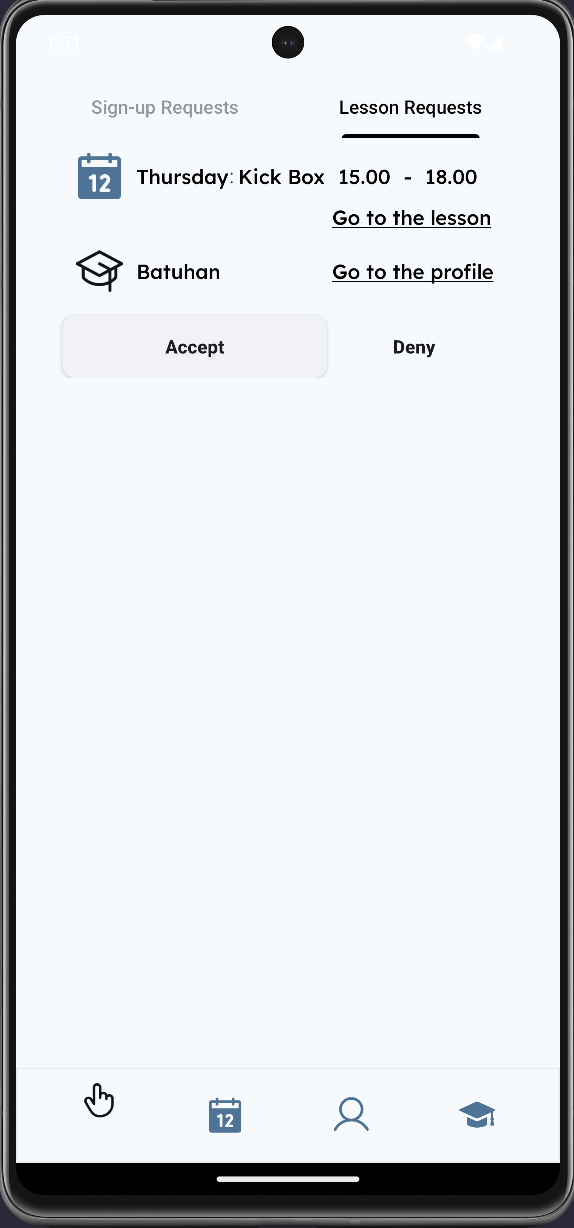 1:51
Sign-up Requests Lesson Requests
12 Thursday: Kick Box 15.00 - 18.00
Go to the lesson
Batuhan Go to the profile
Accept Deny
12